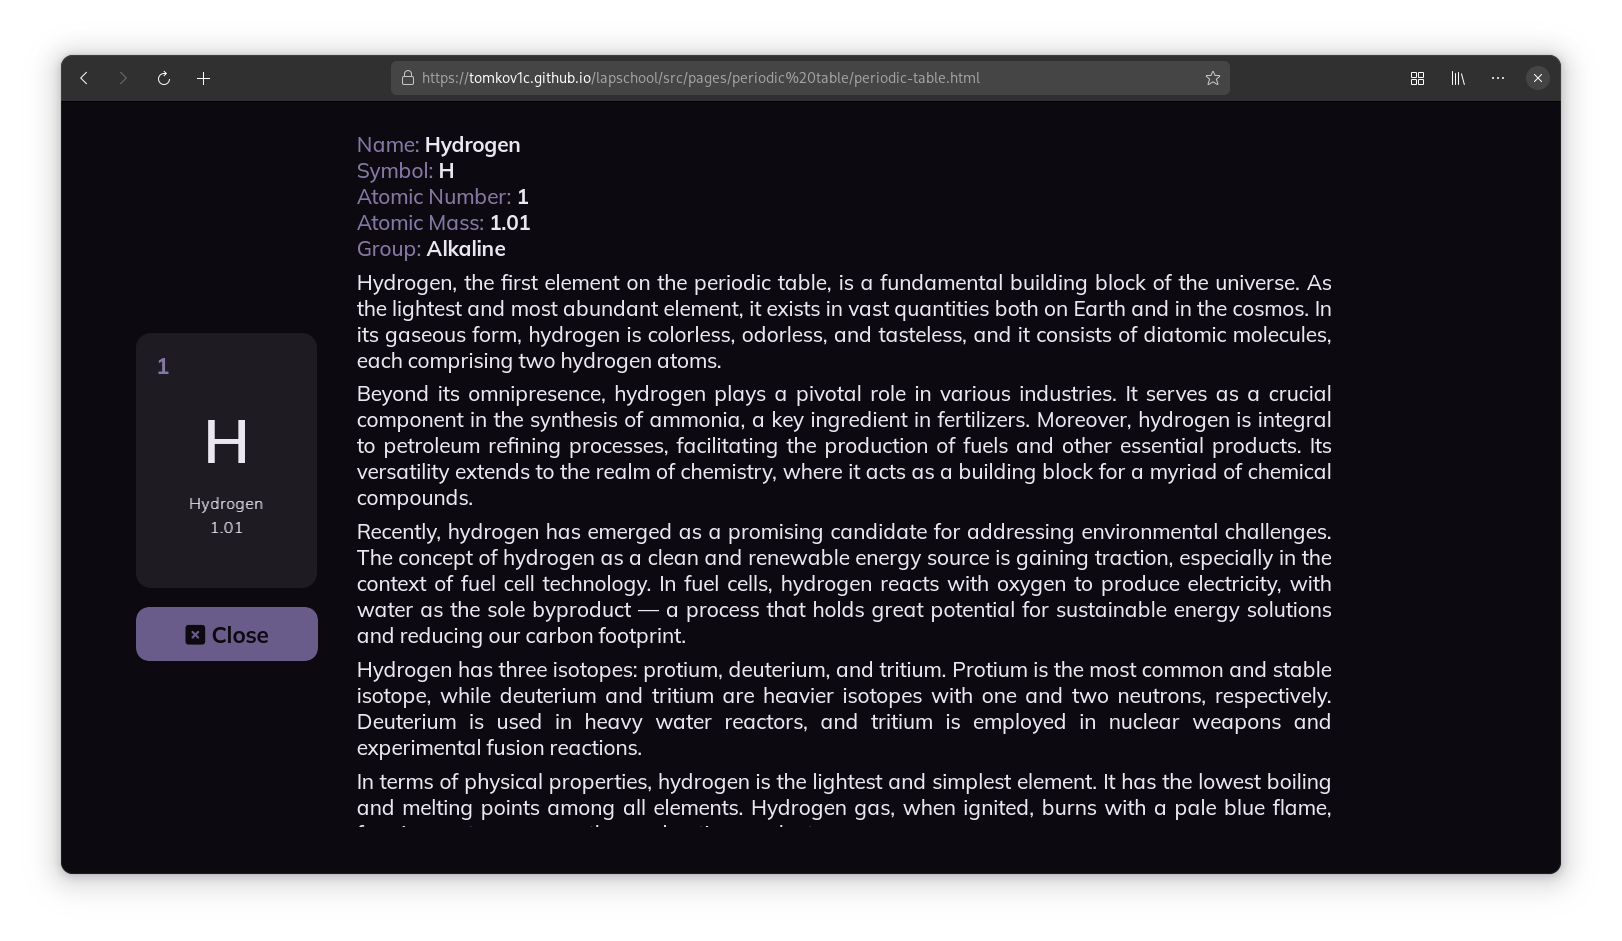 https://tomkov1c.github.io/lapschool/src/pages/periodic%20table/periodic-table.html
Name: Hydrogen
Symbol: H
Atomic Number: 1
Atomic Mass: 1.01
Group: Alkaline
Hydrogen, the first element on the periodic table, is a fundamental building block of the universe. As
the lightest and most abundant element, it exists in vast quantities both on Earth and in the cosmos. In
its gaseous form, hydrogen is colorless, odorless, and tasteless, and it consists of diatomic molecules,
each comprising two hydrogen atoms.
Beyond its omnipresence, hydrogen plays a pivotal role in various industries. It serves as a crucial
component in the synthesis of ammonia, a key ingredient in fertilizers. Moreover, hydrogen is integral
to petroleum refining processes, facilitating the production of fuels and other essential products. Its
versatility extends to the realm of chemistry, where it acts as a building block for a myriad of chemical
compounds.
Recently, hydrogen has emerged as a promising candidate for addressing environmental challenges.
The concept of hydrogen as a clean and renewable energy source is gaining traction, especially in the
context of fuel cell technology. In fuel cells, hydrogen reacts with oxygen to produce electricity, with
water as the sole byproduct — a process that holds great potential for sustainable energy solutions
and reducing our carbon footprint.
Hydrogen has three isotopes: protium, deuterium, and tritium. Protium is the most common and stable
isotope, while deuterium and tritium are heavier isotopes with one and two neutrons, respectively.
Deuterium is used in heavy water reactors, and tritium is employed in nuclear weapons and
experimental fusion reactions.
In terms of physical properties, hydrogen is the lightest and simplest element. It has the lowest boiling
and melting points among all elements. Hydrogen gas, when ignited, burns with a pale blue flame,
1
H
Hydrogen
1.01
Close